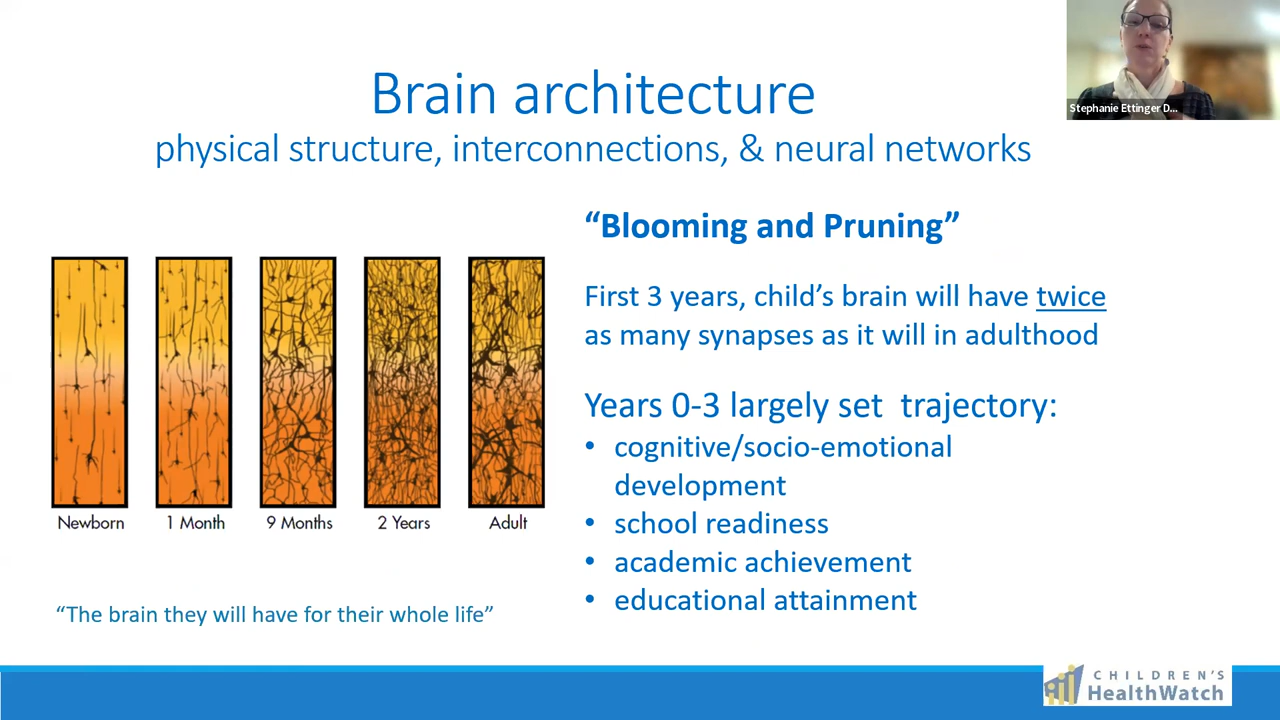 Brain architecture
physical structure, interconnections, & neural networks
Stephanie Ettinger D...
“Blooming and Pruning”
First 3 years, child’s brain will have twice
as many synapses as it will in adulthood
Years 0-3 largely set trajectory:
• cognitive/socio-emotional
development
• school readiness
• academic achievement
• educational attainment
Newborn
1 Month
9 Months
2 Years
Adult
“The brain they will have for their whole life”
CHILDREN'S
HealthWatch